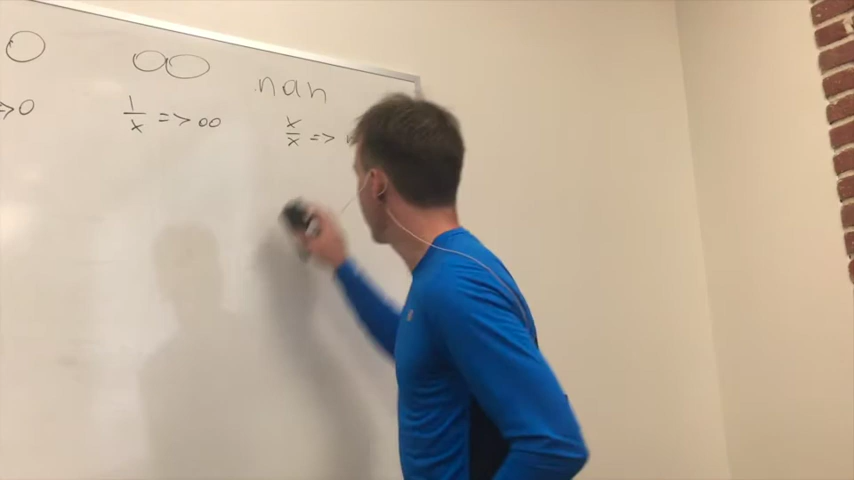 0 ∞ nan
=>0 1/x => ∞ x/x =>